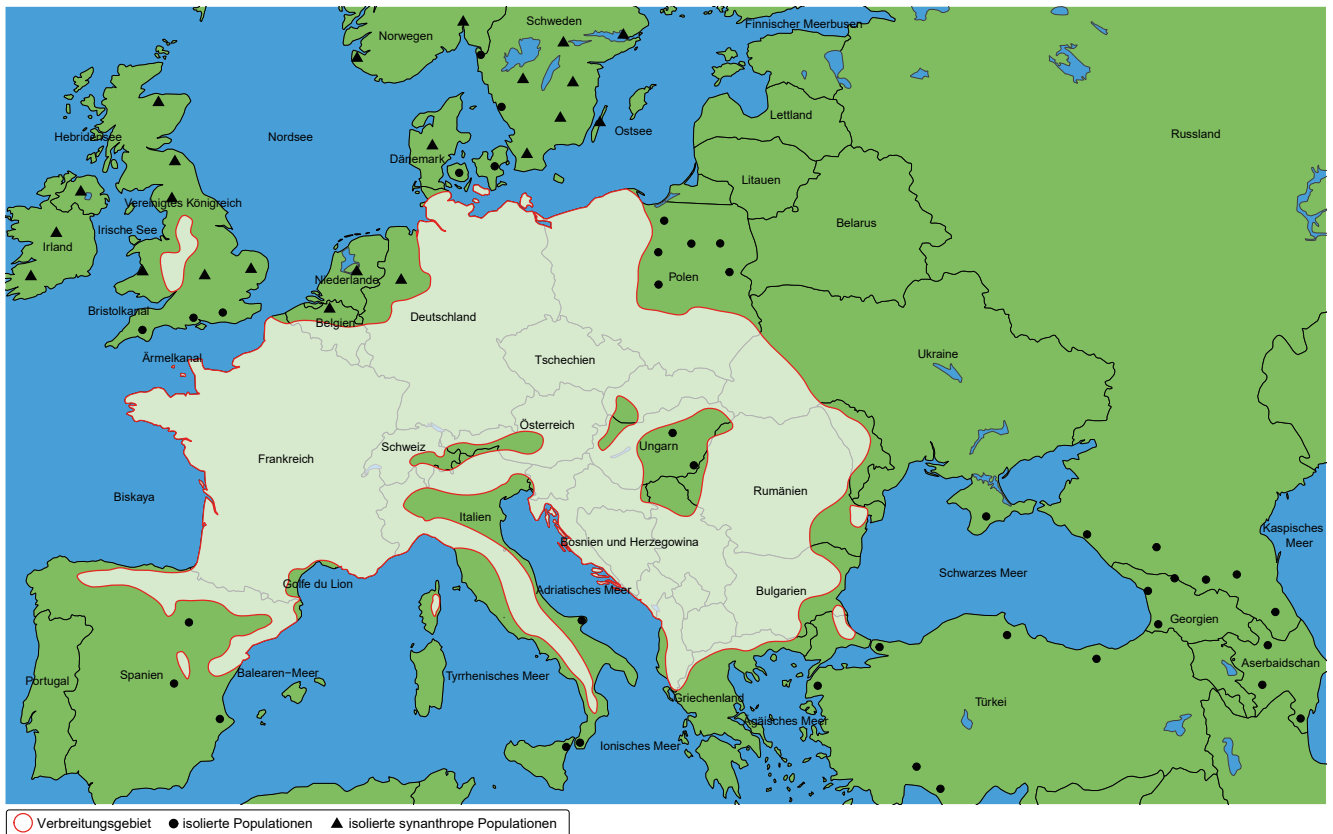 Schweden
Finnischer Meerbusen
Norwegen
Lettland
Ostsee
Russland
Hebridensee
Nordsee
Dänemark
Litauen
Vereinigtes Königreich
Belarus
Irische See
Irland
Niederlande
Polen
Bristolkanal
Belgien
Deutschland
Ärmelkanal
Tschechien
Ukraine
Österreich
Schweiz
Ungarn
Frankreich
Rumänien
Biskaya
Italien
Kaspisches
Meer
Bosnien und Herzegowina
Schwarzes Meer
Golfe du Lion
Adriatisches Meer
Bulgarien
Georgien
Aserbaidschan
Portugal
Spanien
Balearen−Meer
Tyrrhenisches Meer
Griechenland
Türkei
Ägäisches Meer
Ionisches Meer
Verbreitungsgebiet
isolierte Populationen
isolierte synanthrope Populationen